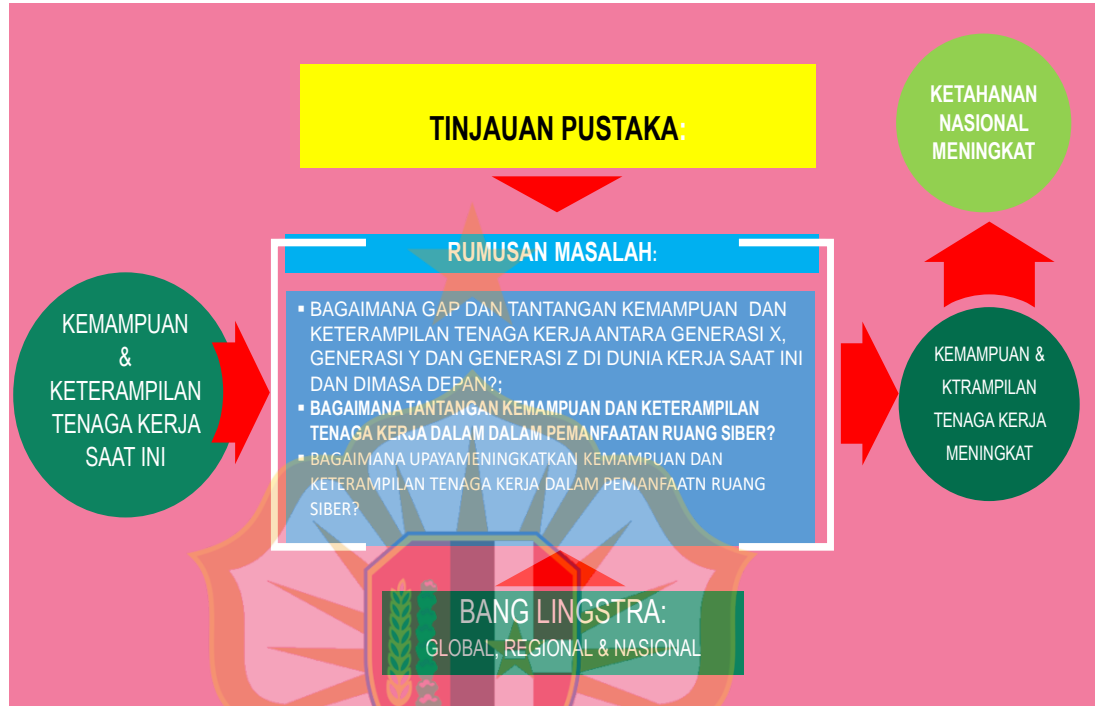 TINJAUAN PUSTAKA:
KETAHANAN
NASIONAL
MENINGKAT
RUMUSAN MASALAH:
KEMAMPUAN
&
KETERAMPILAN
TENAGA KERJA
SAAT INI
▪ BAGAIMANA GAP DAN TANTANGAN KEMAMPUAN DAN
KETERAMPILAN TENAGA KERJA ANTARA GENERASI X,
GENERASI Y DAN GENERASI Z DI DUNIA KERJA SAAT INI
DAN DIMASA DEPAN?;
▪ BAGAIMANA TANTANGAN KEMAMPUAN DAN KETERAMPILAN
TENAGA KERJA DALAM DALAM PEMANFAATAN RUANG SIBER?
▪ BAGAIMANA UPAYAMENINGKATKAN KEMAMPUAN DAN
KETERAMPILAN TENAGA KERJA DALAM PEMANFAATN RUANG
SIBER?
KEMAMPUAN &
KTRAMPILAN
TENAGA KERJA
MENINGKAT
BANG LINGSTRA:
GLOBAL, REGIONAL & NASIONAL